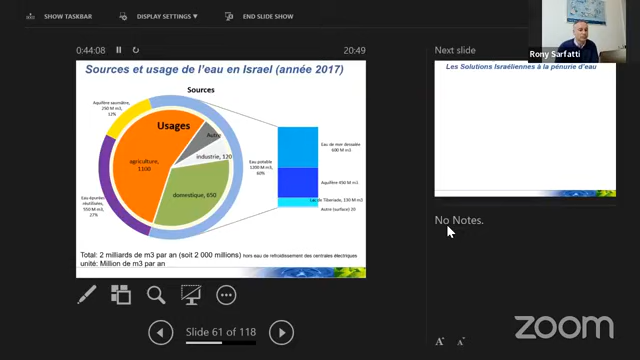 SHOW TASKBAR
DISPLAY SETTINGS
END SLIDE SHOW
Rony Sarfatti
0:44:08
20:49
Next slide
Sources et usage de l'eau en Israel (année 2017)
Sources
Aquifère saumâtre,
250 M m3,
12%
Usages
Autre
industrie, 120
agriculture,
1100
domestique, 650
Eau potable
1200 M m3,
60%
Eau de mer dessalée
600 M m3
Aquifère 450 M m3
Lac de Tibériade, 130 M m3
Autre (surface) 20
Eau épurées
réutilisées,
550 M m3,
27%
Total: 2 milliards de m3 par an (soit 2 000 millions) hors eau de refroidissement des centrales électriques
unité: Million de m3 par an
Les Solutions Israéliennes à la pénurie d'eau
No Notes.
Slide 61 of 118
A A
zoom